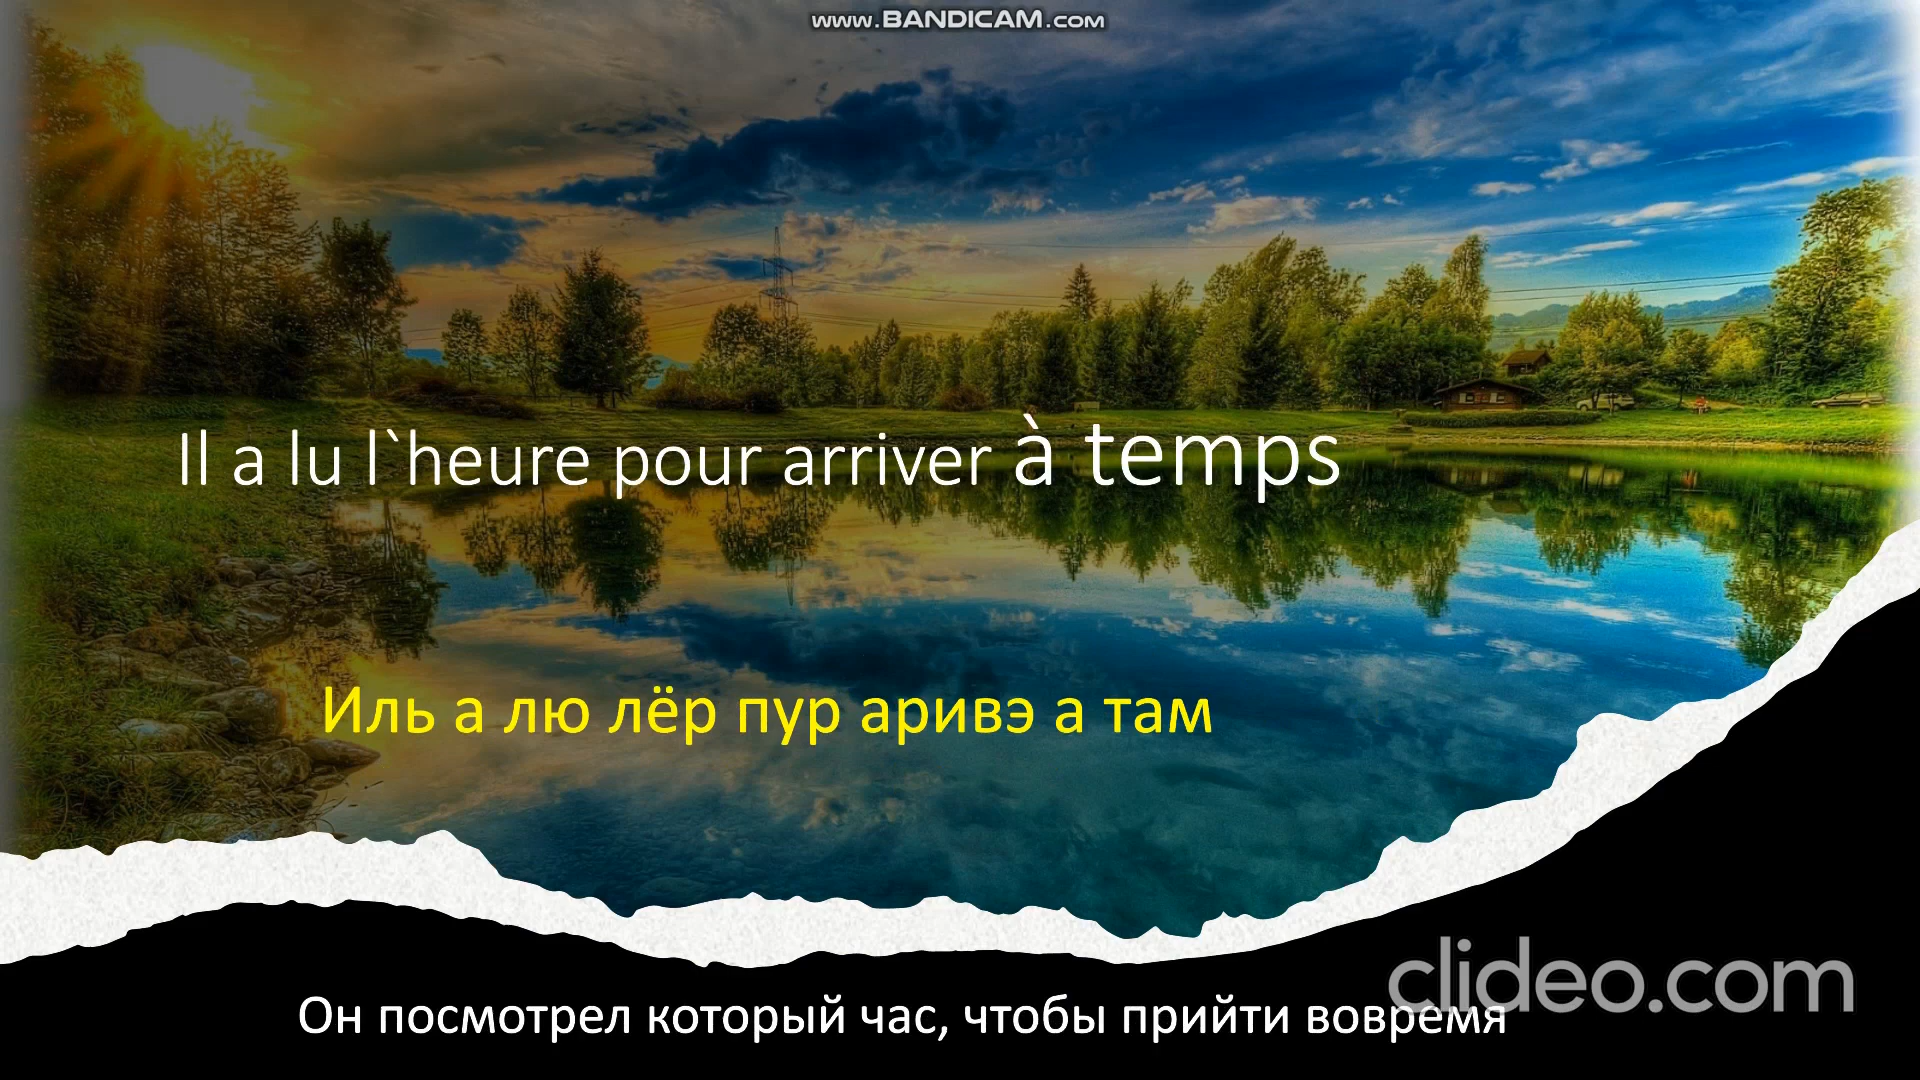 www.BANDICAM.com
Il a lu l`heure pour arriver à temps
Иль а лю лёр пур аривэ а там
clideo.com
Он посмотрел который час, чтобы прийти вовремя